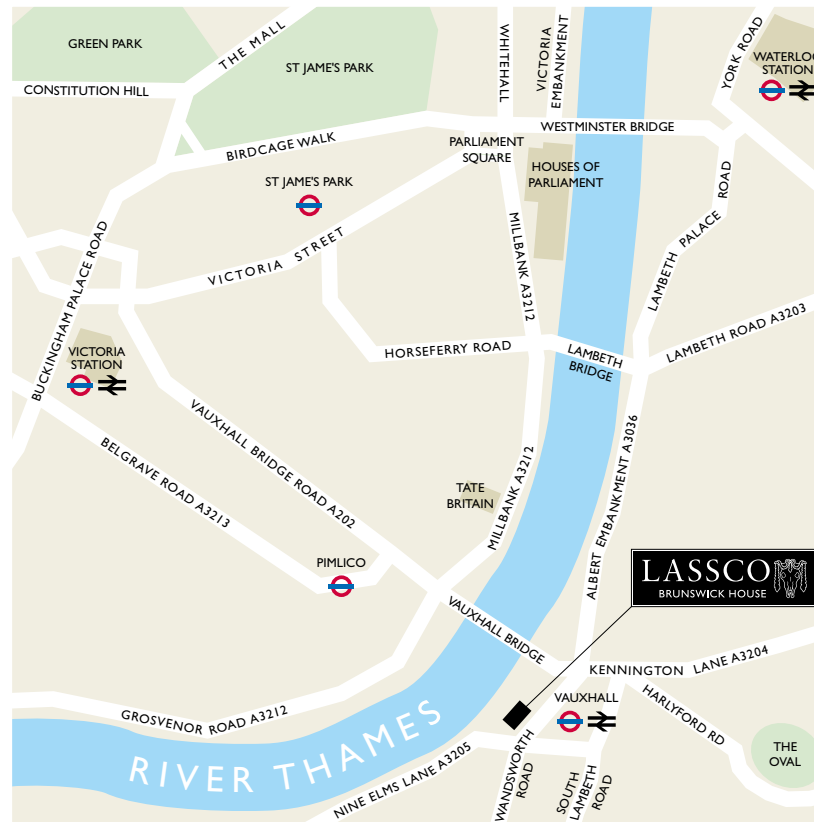 GREEN PARK
THE MALL
ST JAME'S PARK
WHITEHALL
VICTORIA
EMBANKMENT
YORK ROAD
WATERLOO
STATION
CONSTITUTION HILL
BIRDCAGE WALK
PARLIAMENT
SQUARE
WESTMINSTER BRIDGE
HOUSES OF
PARLIAMENT
ST JAME'S PARK
BUCKINGHAM PALACE ROAD
VICTORIA STREET
MILLBANK A3212
LAMBETH PALACE ROAD
VICTORIA
STATION
HORSEFERRY ROAD
LAMBETH
BRIDGE
LAMBETH ROAD A3203
VAUXHALL BRIDGE ROAD A202
BELGRAVE ROAD A3213
TATE
BRITAIN
MILLBANK A3212
ALBERT EMBANKMENT A3036
PIMLICO
LASSCO
BRUNSWICK HOUSE
VAUXHALL BRIDGE
KENNINGTON LANE A3204
VAUXHALL
HARLYFORD RD
GROSVENOR ROAD A3212
RIVER THAMES
NINE ELMS LANE A3205
WANDSWORTH
ROAD
SOUTH
LAMBETH
ROAD
THE
OVAL